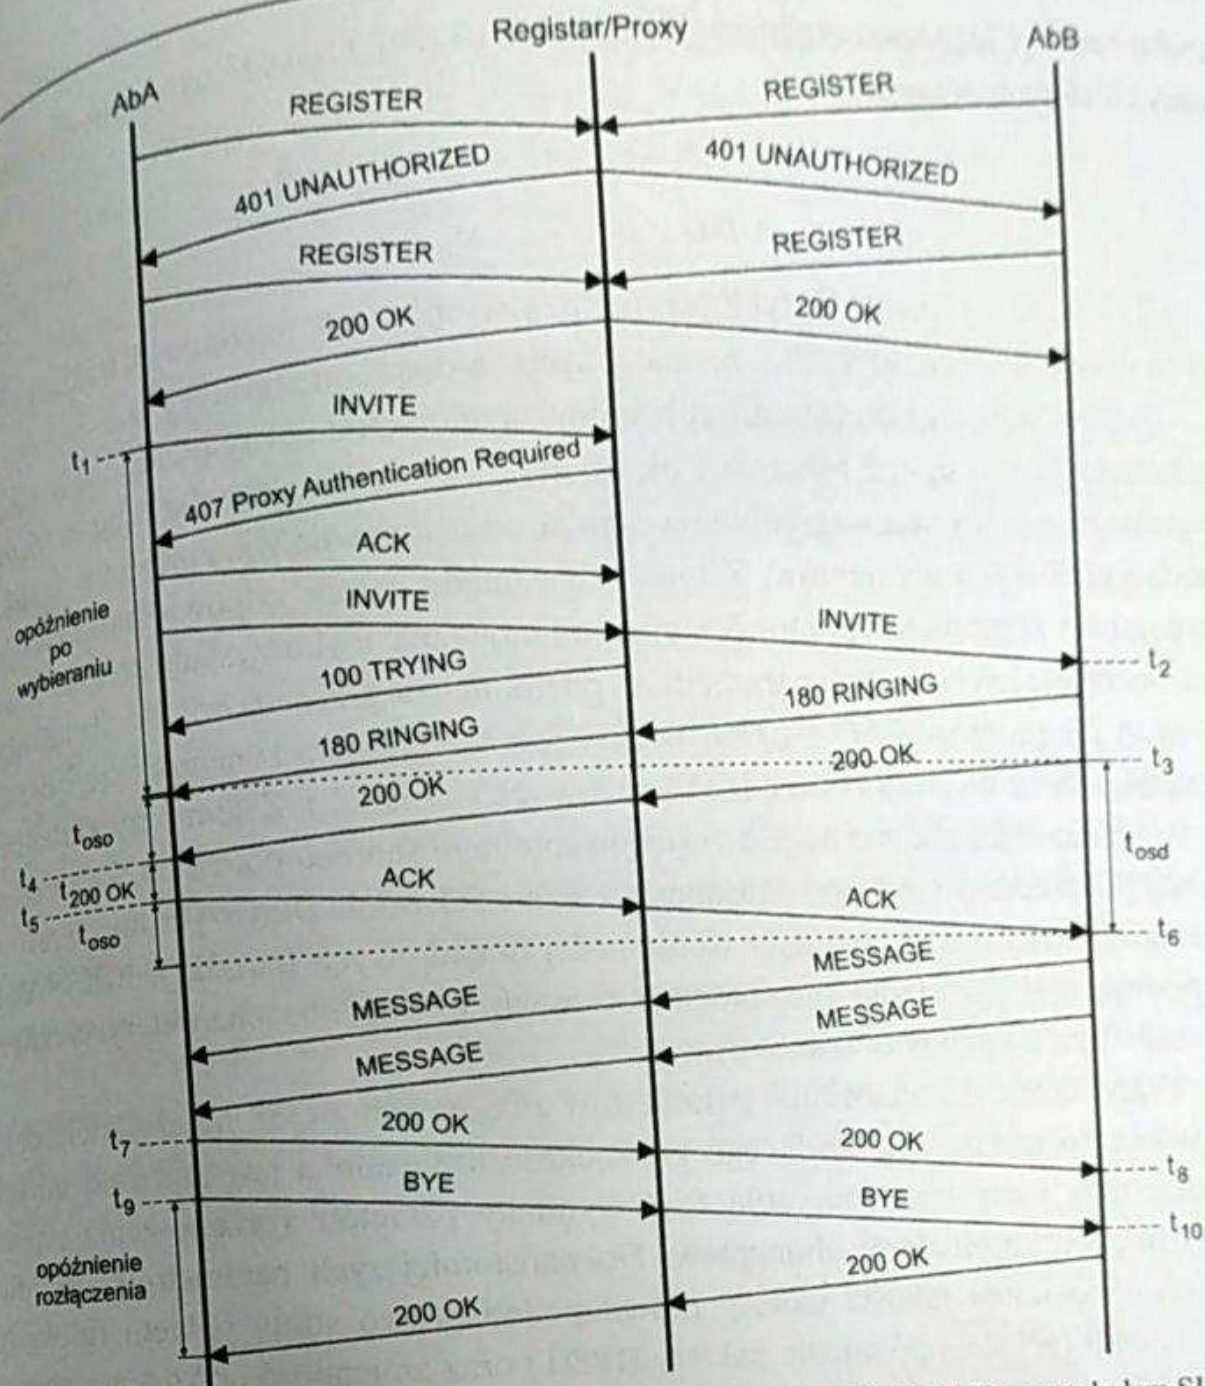 Registar/Proxy
AbA
AbB
REGISTER
REGISTER
401 UNAUTHORIZED
401 UNAUTHORIZED
REGISTER
REGISTER
200 OK
200 OK
INVITE
t1
407 Proxy Authentication Required
ACK
INVITE
INVITE
opóźnienie
po
wybieraniu
t2
100 TRYING
180 RINGING
180 RINGING
200 OK
t3
200 OK
toso
tosd
t4
t200 OK
ACK
ACK
t5
toso
t6
MESSAGE
MESSAGE
MESSAGE
MESSAGE
200 OK
200 OK
t7
t8
BYE
BYE
t9
t10
opóźnienie
rozłączenia
200 OK
200 OK